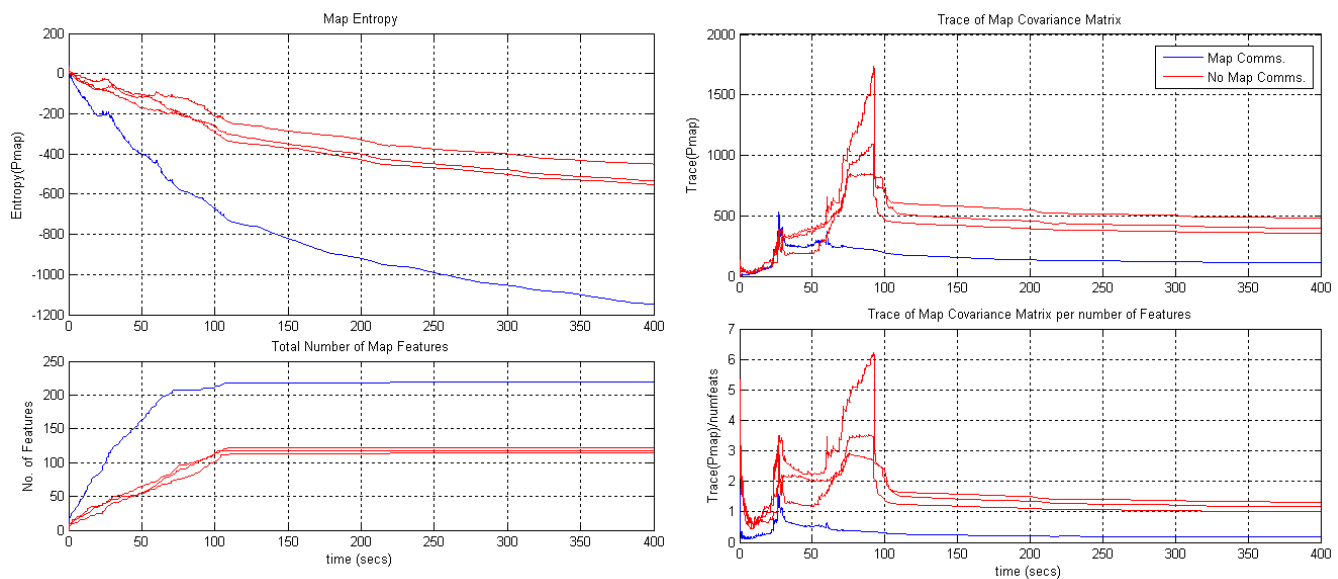 Map Entropy
200
0
-200
-400
-600
-800
-1000
-1200
Entropy(Pmap)
0 50 100 150 200 250 300 350 400
Total Number of Map Features
250
200
150
100
50
0
No. of Features
0 50 100 150 200 250 300 350 400
time (secs)
Trace of Map Covariance Matrix
2000
1500
1000
500
0
Trace(Pmap)
Map Comms.
No Map Comms.
0 50 100 150 200 250 300 350 400
Trace of Map Covariance Matrix per number of Features
7
6
5
4
3
2
1
0
Trace(Pmap)/numfeats
0 50 100 150 200 250 300 350 400
time (secs)